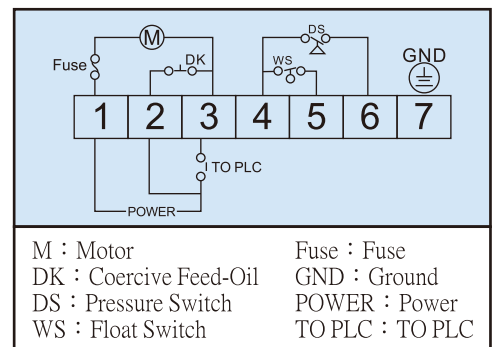 M
DK
Fuse
DS
WS
GND
1 2 3 4 5 6 7
TO PLC
POWER
M：Motor
Fuse：Fuse
DK：Coercive Feed-Oil
GND：Ground
DS：Pressure Switch
POWER：Power
WS：Float Switch
TO PLC：TO PLC